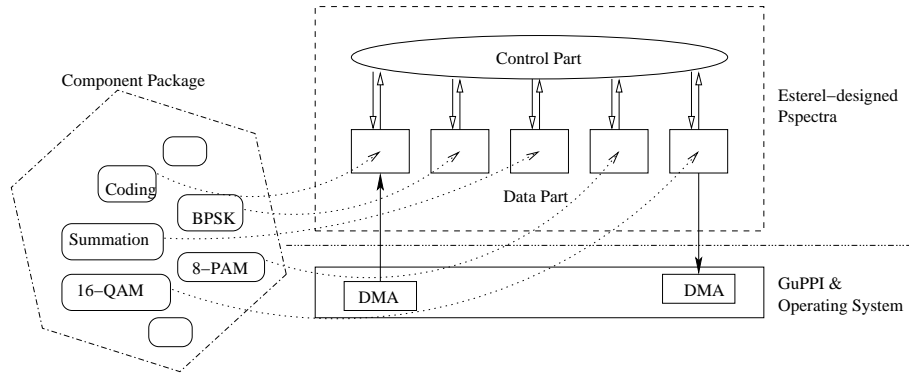 Control Part
Component Package
Esterel−designed
Pspectra
Coding
Data Part
BPSK
Summation
8−PAM
16−QAM
DMA
DMA
GuPPI &
Operating System